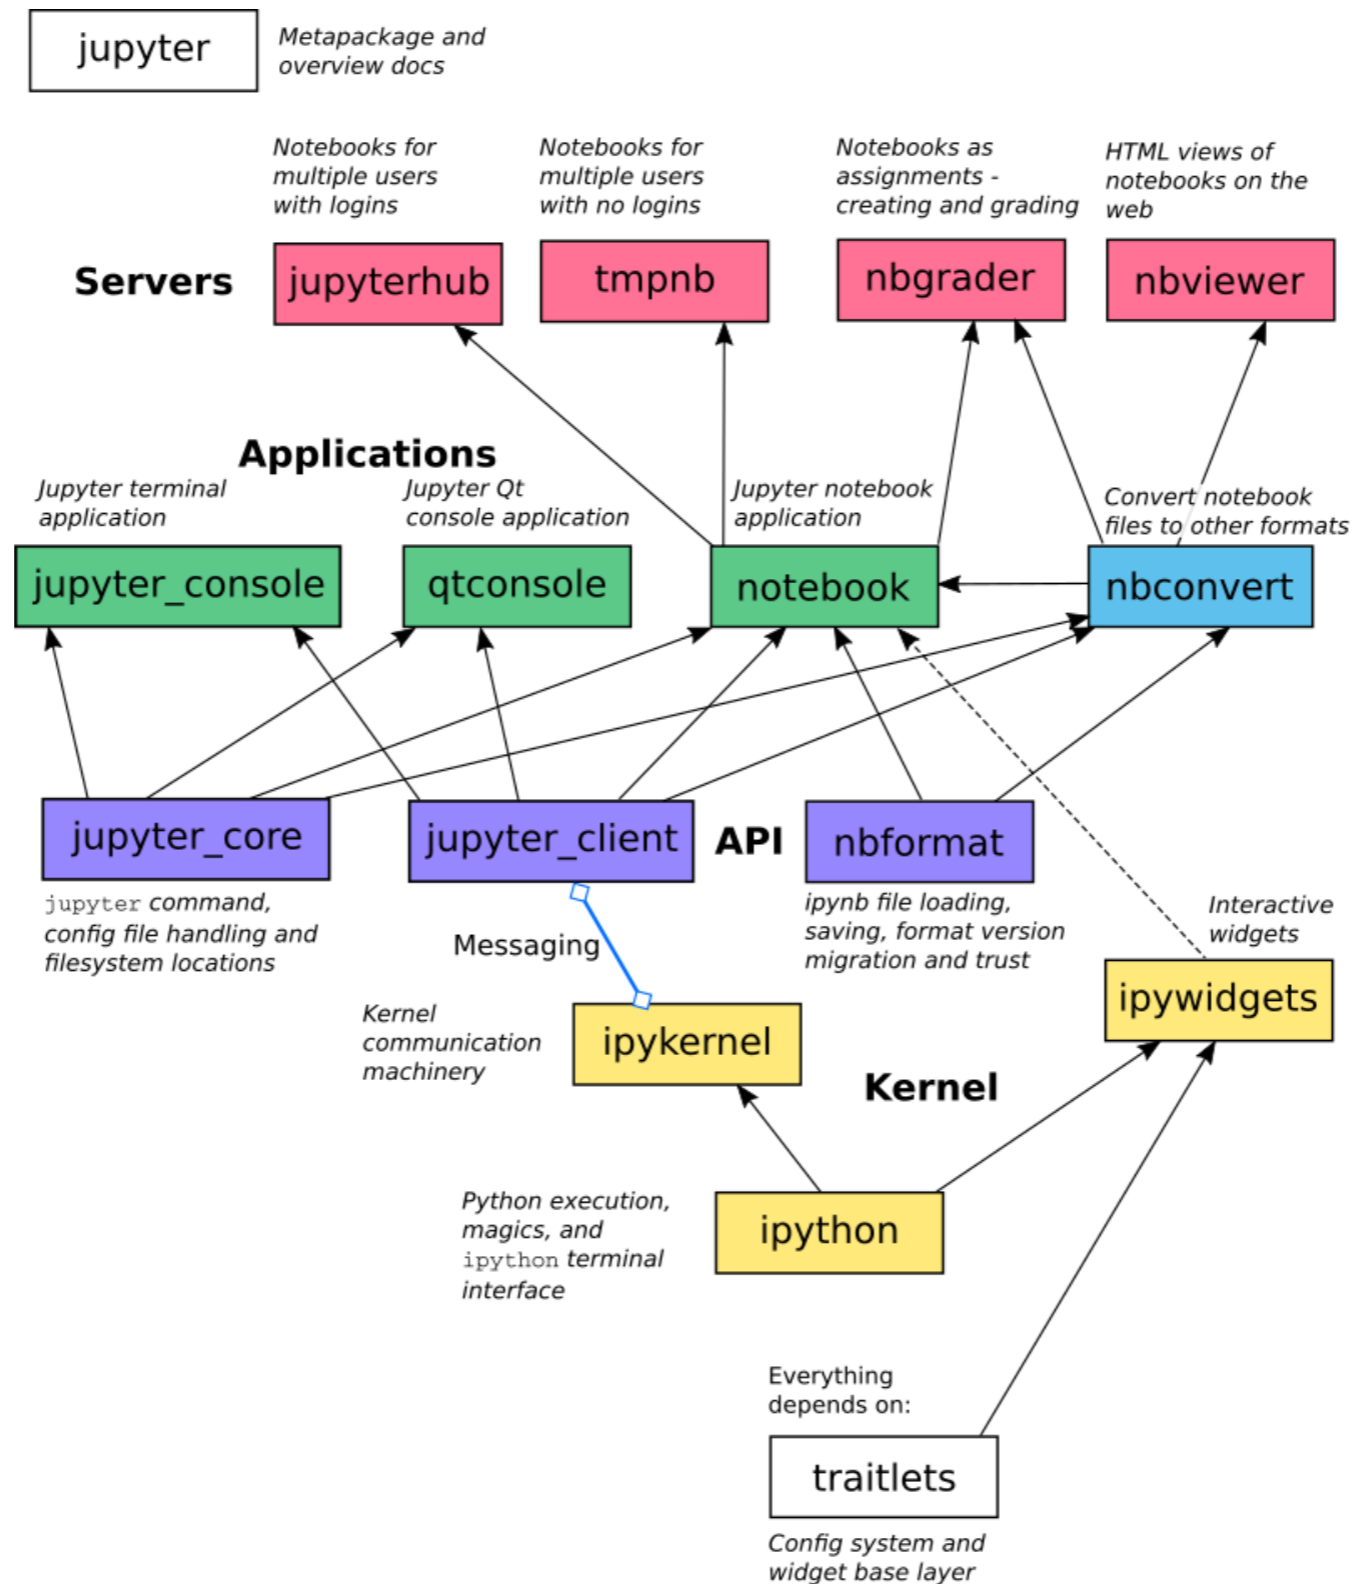 jupyter
Metapackage and
overview docs
Notebooks for
multiple users
with logins
Notebooks for
multiple users
with no logins
Notebooks as
assignments -
creating and grading
HTML views of
notebooks on the
web
Servers
jupyterhub
tmpnb
nbgrader
nbviewer
Applications
Jupyter terminal
application
Jupyter Qt
console application
Jupyter notebook
application
Convert notebook
files to other formats
jupyter_console
qtconsole
notebook
nbconvert
jupyter_core
jupyter_client
API
nbformat
jupyter command,
config file handling and
filesystem locations
Messaging
ipynb file loading,
saving, format version
migration and trust
Interactive
widgets
ipywidgets
Kernel
communication
machinery
ipykernel
Kernel
Python execution,
magics, and
ipython terminal
interface
ipython
Everything
depends on:
traitlets
Config system and
widget base layer